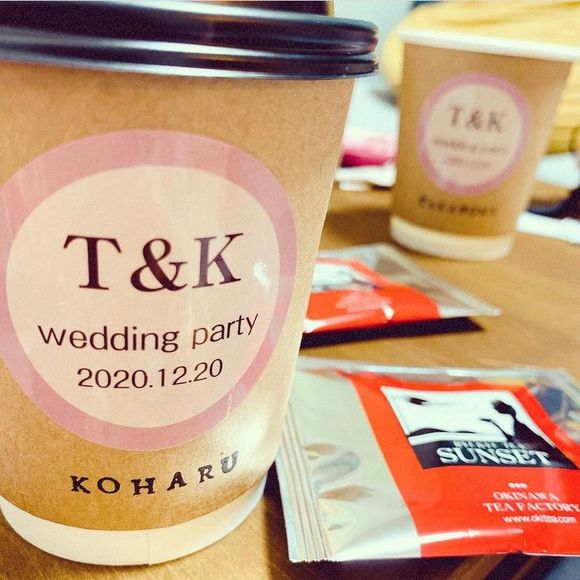 T&K
wedding party
2020.12.20
KOHARU
T&K
SUNSET
OKINAWA
TEA FACTORY
www.okitea.com